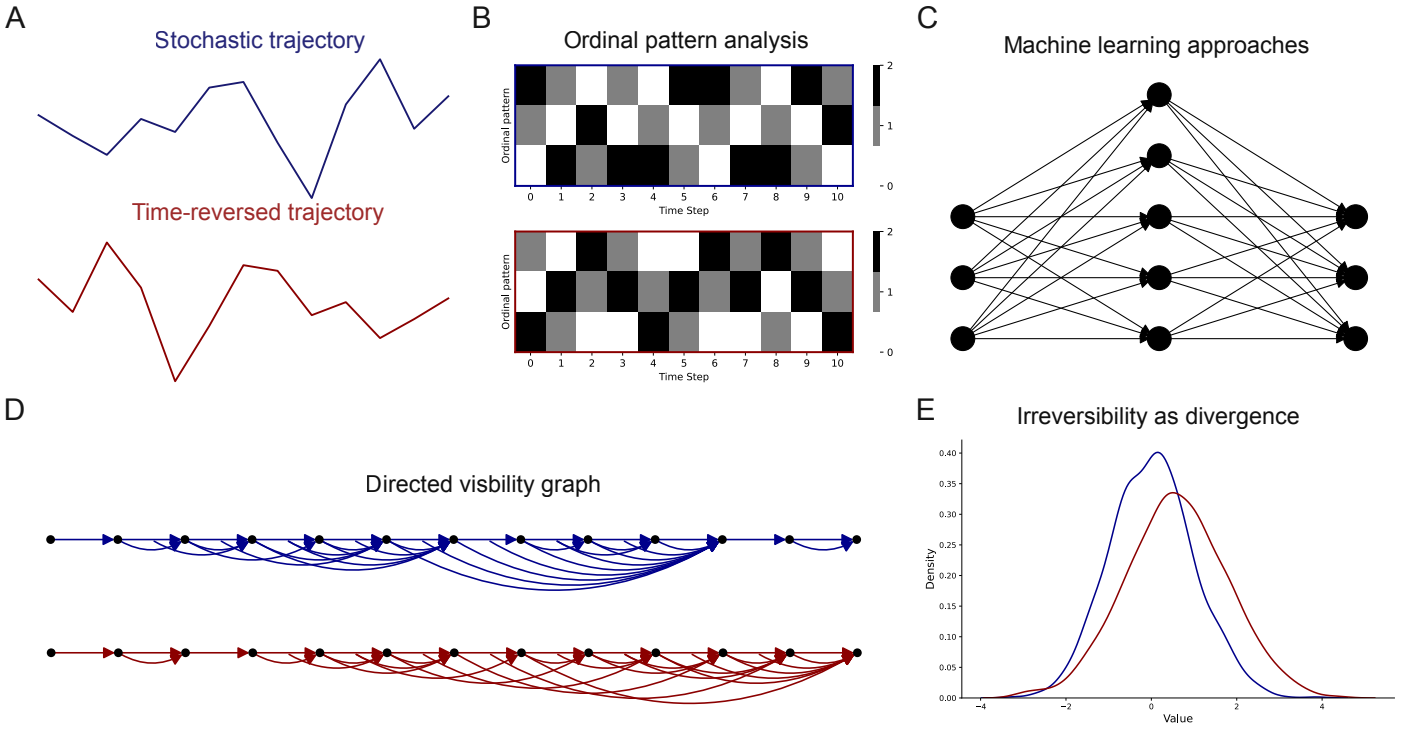 A
Stochastic trajectory
Time-reversed trajectory
B
Ordinal pattern analysis
Ordinal pattern
0 1 2 3 4 5 6 7 8 9 10
Time Step
2
1
0
Ordinal pattern
0 1 2 3 4 5 6 7 8 9 10
Time Step
2
1
0
C
Machine learning approaches
D
Directed visbility graph
E
Irreversibility as divergence
Density
0.40
0.35
0.30
0.25
0.20
0.15
0.10
0.05
0.00
−4 −2 0 2 4
Value